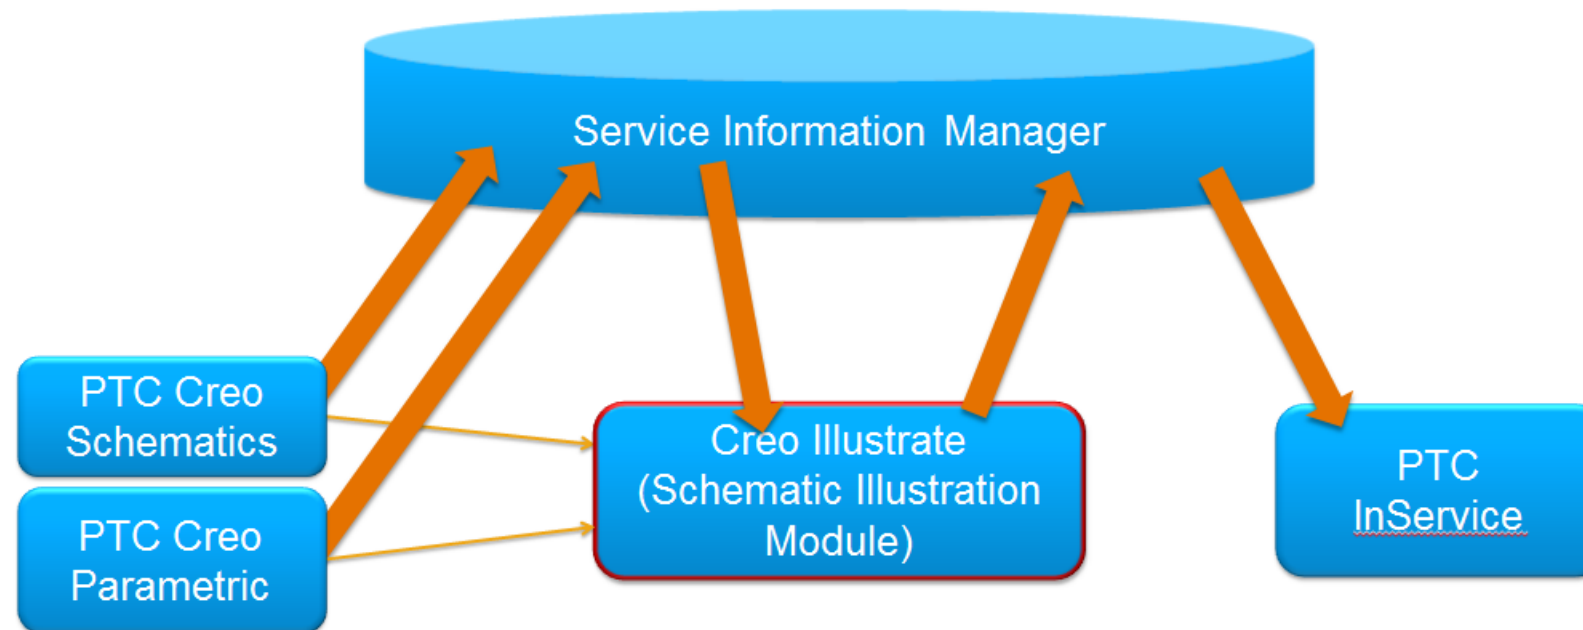 Service Information Manager
PTC Creo
Schematics
PTC Creo
Parametric
Creo Illustrate
(Schematic Illustration
Module)
PTC
InService